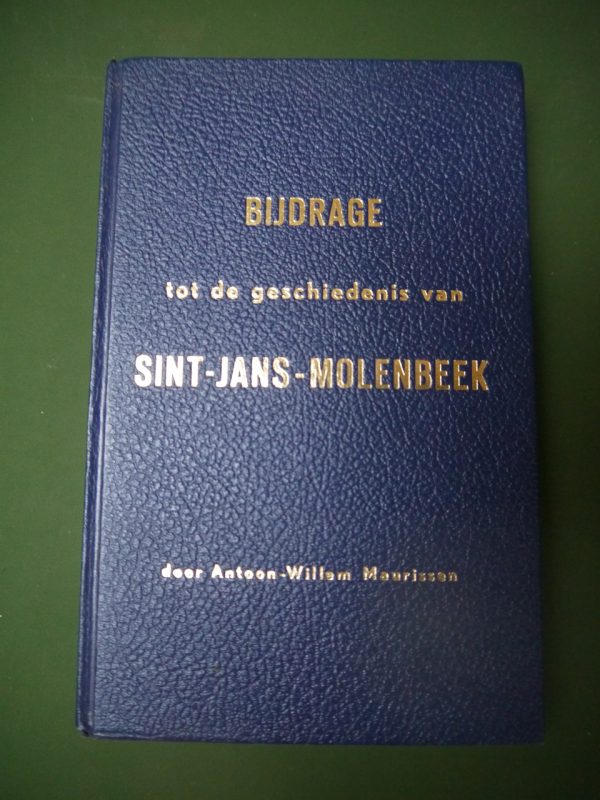 BIJDRAGE
tot de geschiedenis van
SINT-JANS-MOLENBEEK
door Antoon-Willem Maurissen